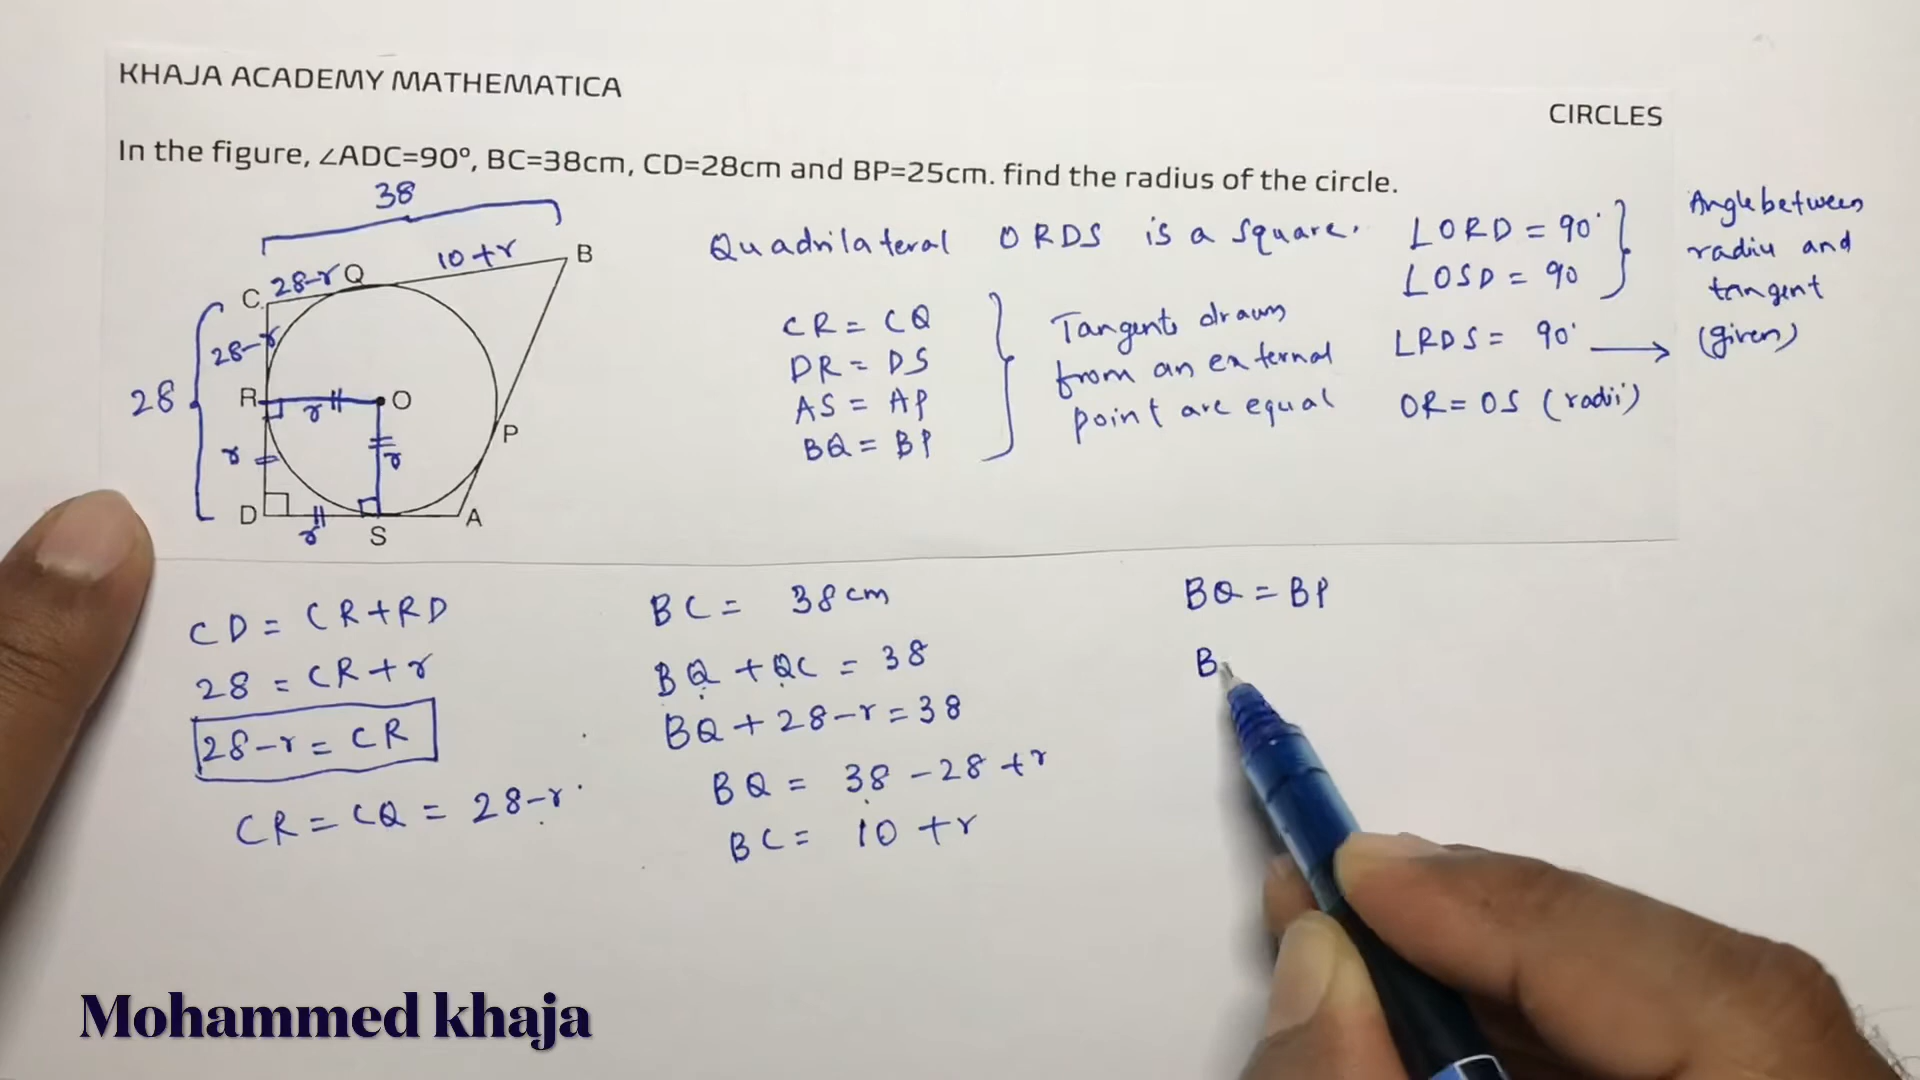 KHAJA ACADEMY MATHEMATICA
CIRCLES
In the figure, ∠ADC=90º, BC=38cm, CD=28cm and BP=25cm. find the radius of the circle.
38
28-r
10+r
C
Q
B
28-r
28
R
r
O
P
r
r
D
r
S
A
Quadrilateral ORDS is a square.
CR = CQ
DR = DS
AS = AP
BQ = BP
Tangents drawn
from an external
point are equal
∠ORD = 90°
∠OSD = 90
∠RDS = 90°
OR = OS (radii)
Angle between
radiu and
tangent
(given)
CD = CR+RD
28 = CR+r
28-r = CR
CR = CQ = 28-r
BC = 38cm
BQ + QC = 38
BQ + 28-r = 38
BQ = 38 - 28 + r
BC = 10 + r
BQ = BP
B
Mohammed khaja